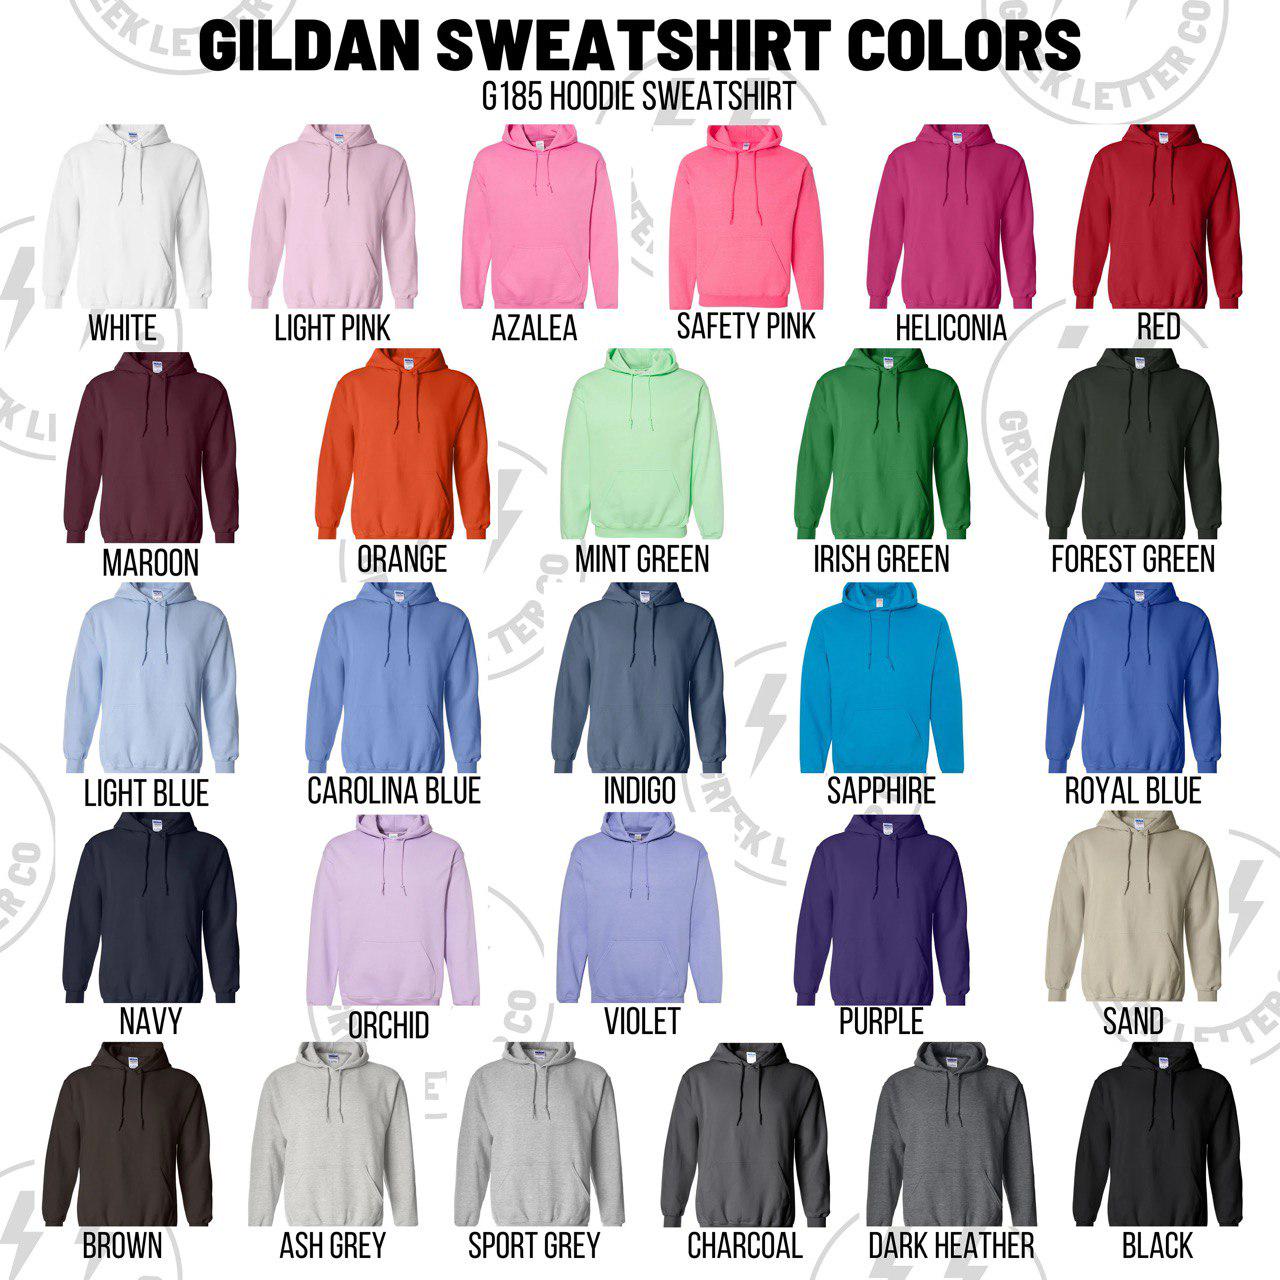 GILDAN SWEATSHIRT COLORS
G185 HOODIE SWEATSHIRT
WHITE LIGHT PINK AZALEA SAFETY PINK HELICONIA RED
MAROON ORANGE MINT GREEN IRISH GREEN FOREST GREEN
LIGHT BLUE CAROLINA BLUE INDIGO SAPPHIRE ROYAL BLUE
NAVY ORCHID VIOLET PURPLE SAND
BROWN ASH GREY SPORT GREY CHARCOAL DARK HEATHER BLACK